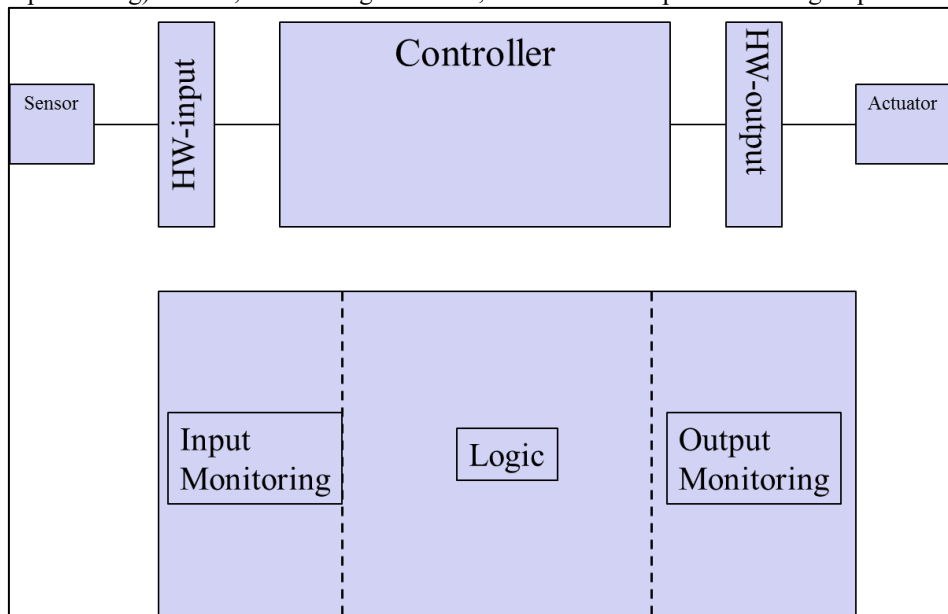 Controller
Sensor
HW-input
HW-output
Actuator
Input
Monitoring
Logic
Output
Monitoring